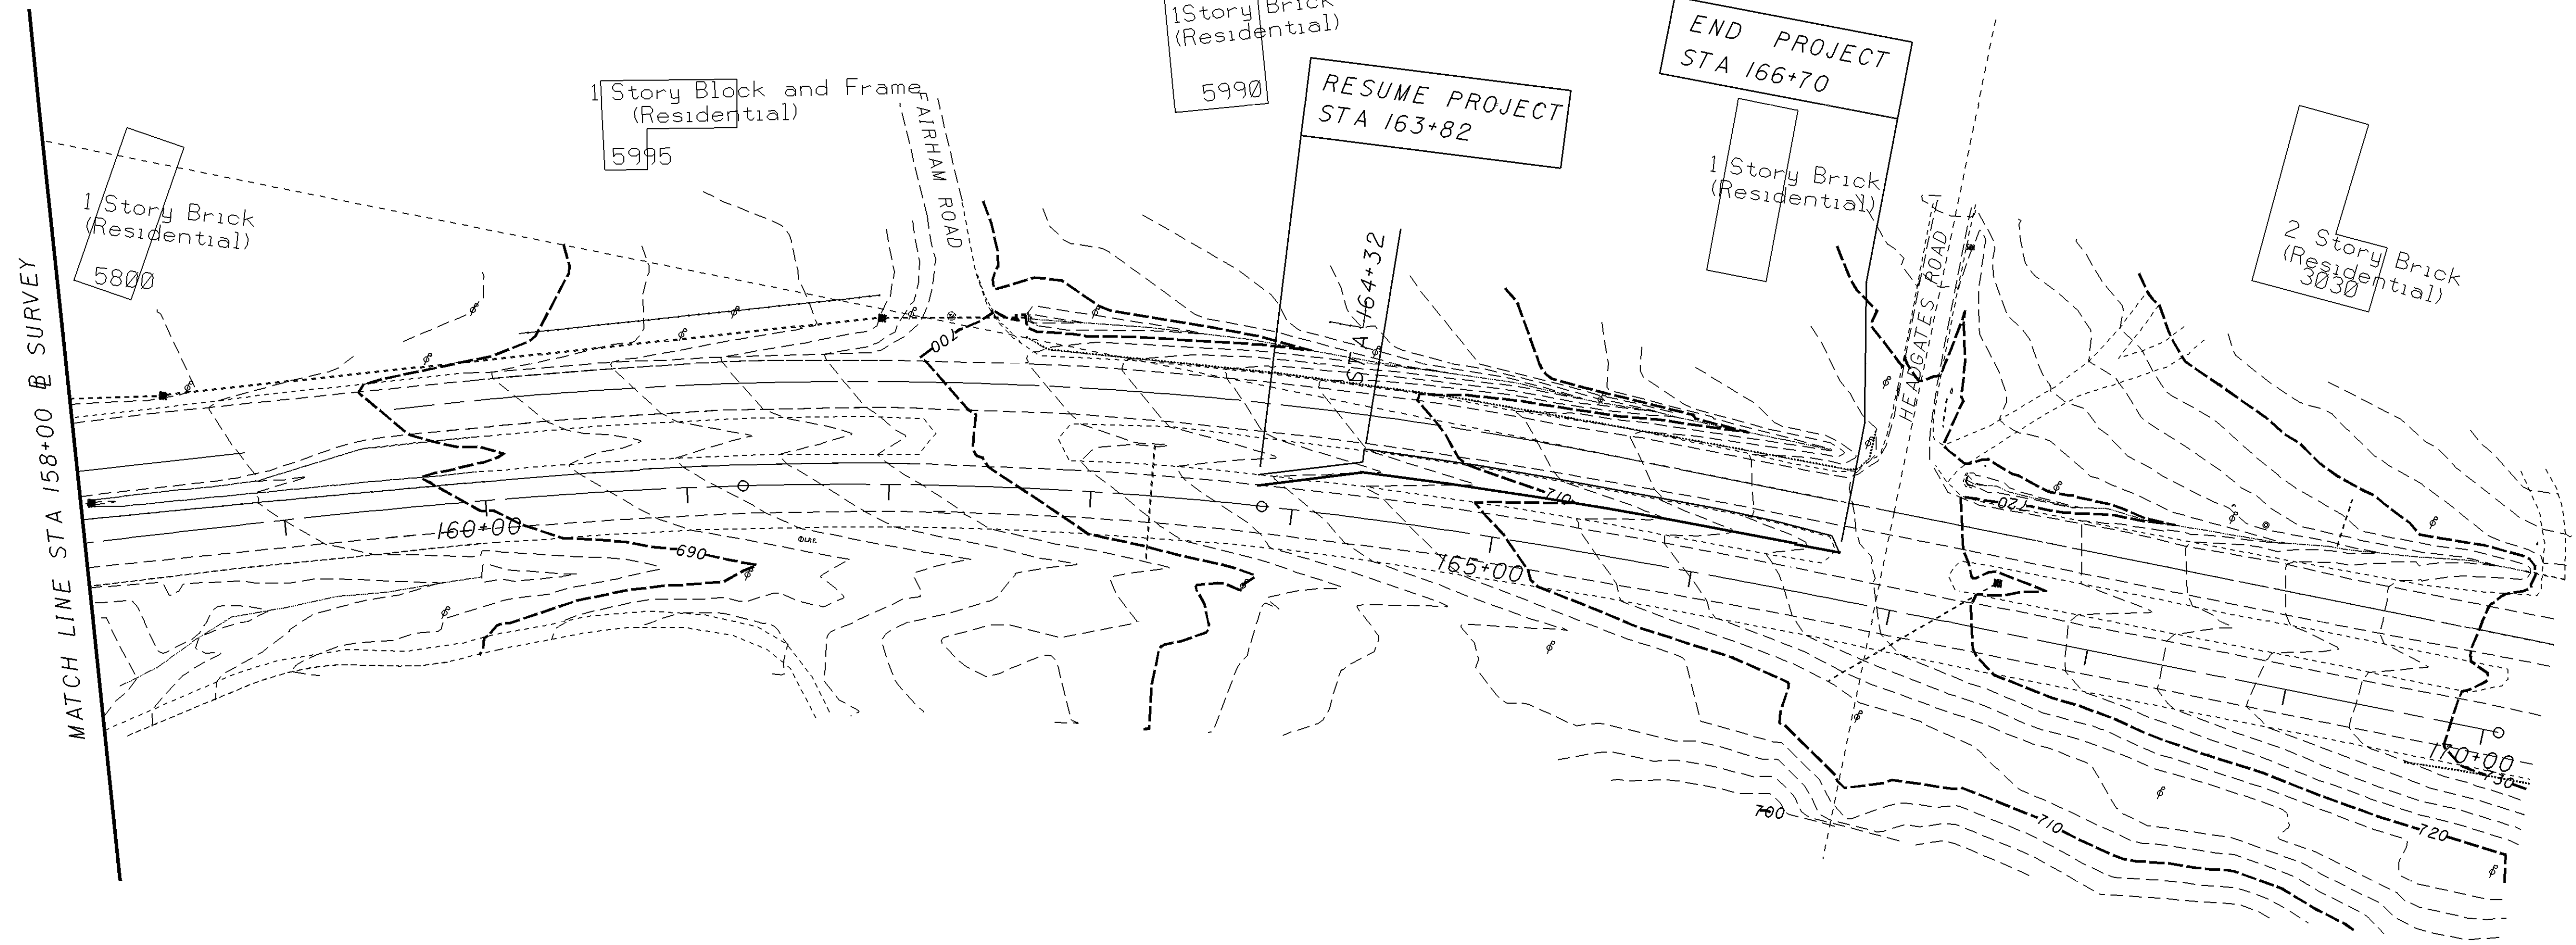 1Story Brick
(Residential)
5990
END PROJECT
STA 166+70
RESUME PROJECT
STA 163+82
1 Story Block and Frame
(Residential)
5995
FAIRHAM ROAD
1 Story Brick
(Residential)
1 Story Brick
(Residential)
5800
2 Story Brick
(Residential)
3030
STA 164+32
HEADGATES ROAD
MATCH LINE STA 158+00 ℄ SURVEY
700
710
720
160+00
690
165+00
170+00
730
700
710
720